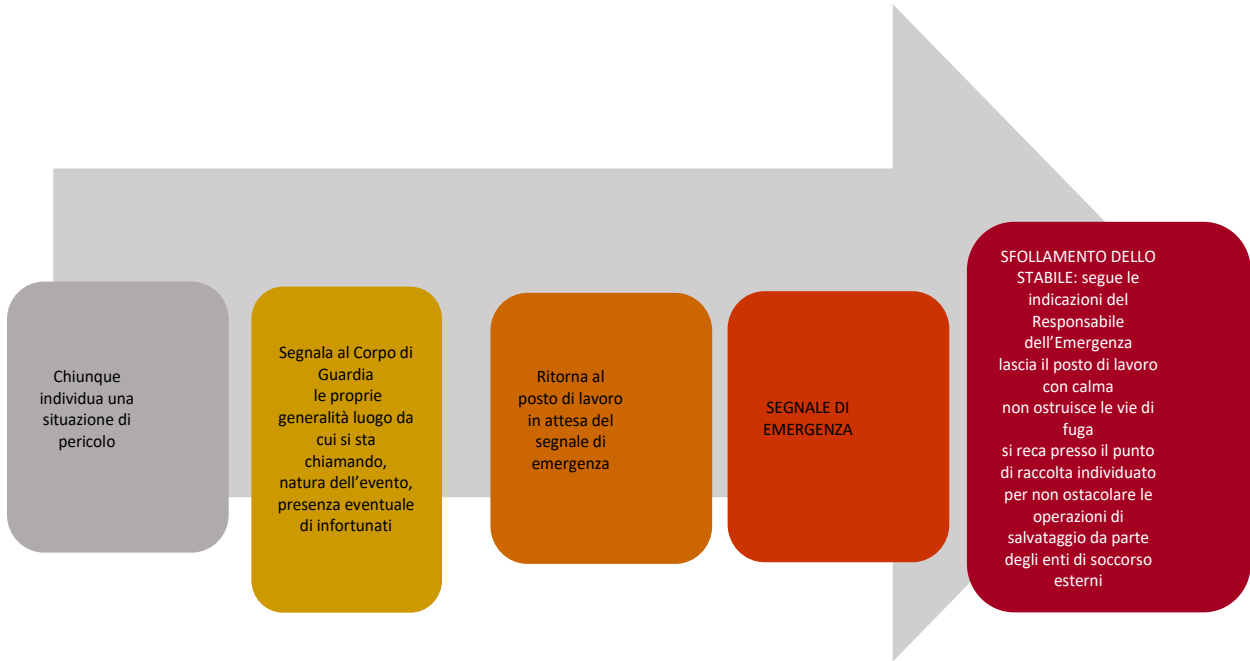 Chiunque
individua una
situazione di
pericolo
Segnala al Corpo di
Guardia
le proprie
generalità luogo da
cui si sta
chiamando,
natura dell’evento,
presenza eventuale
di infortunati
Ritorna al
posto di lavoro
in attesa del
segnale di
emergenza
SEGNALE DI
EMERGENZA
SFOLLAMENTO DELLO
STABILE: segue le
indicazioni del
Responsabile
dell’Emergenza
lascia il posto di lavoro
con calma
non ostruisce le vie di
fuga
si reca presso il punto
di raccolta individuato
per non ostacolare le
operazioni di
salvataggio da parte
degli enti di soccorso
esterni